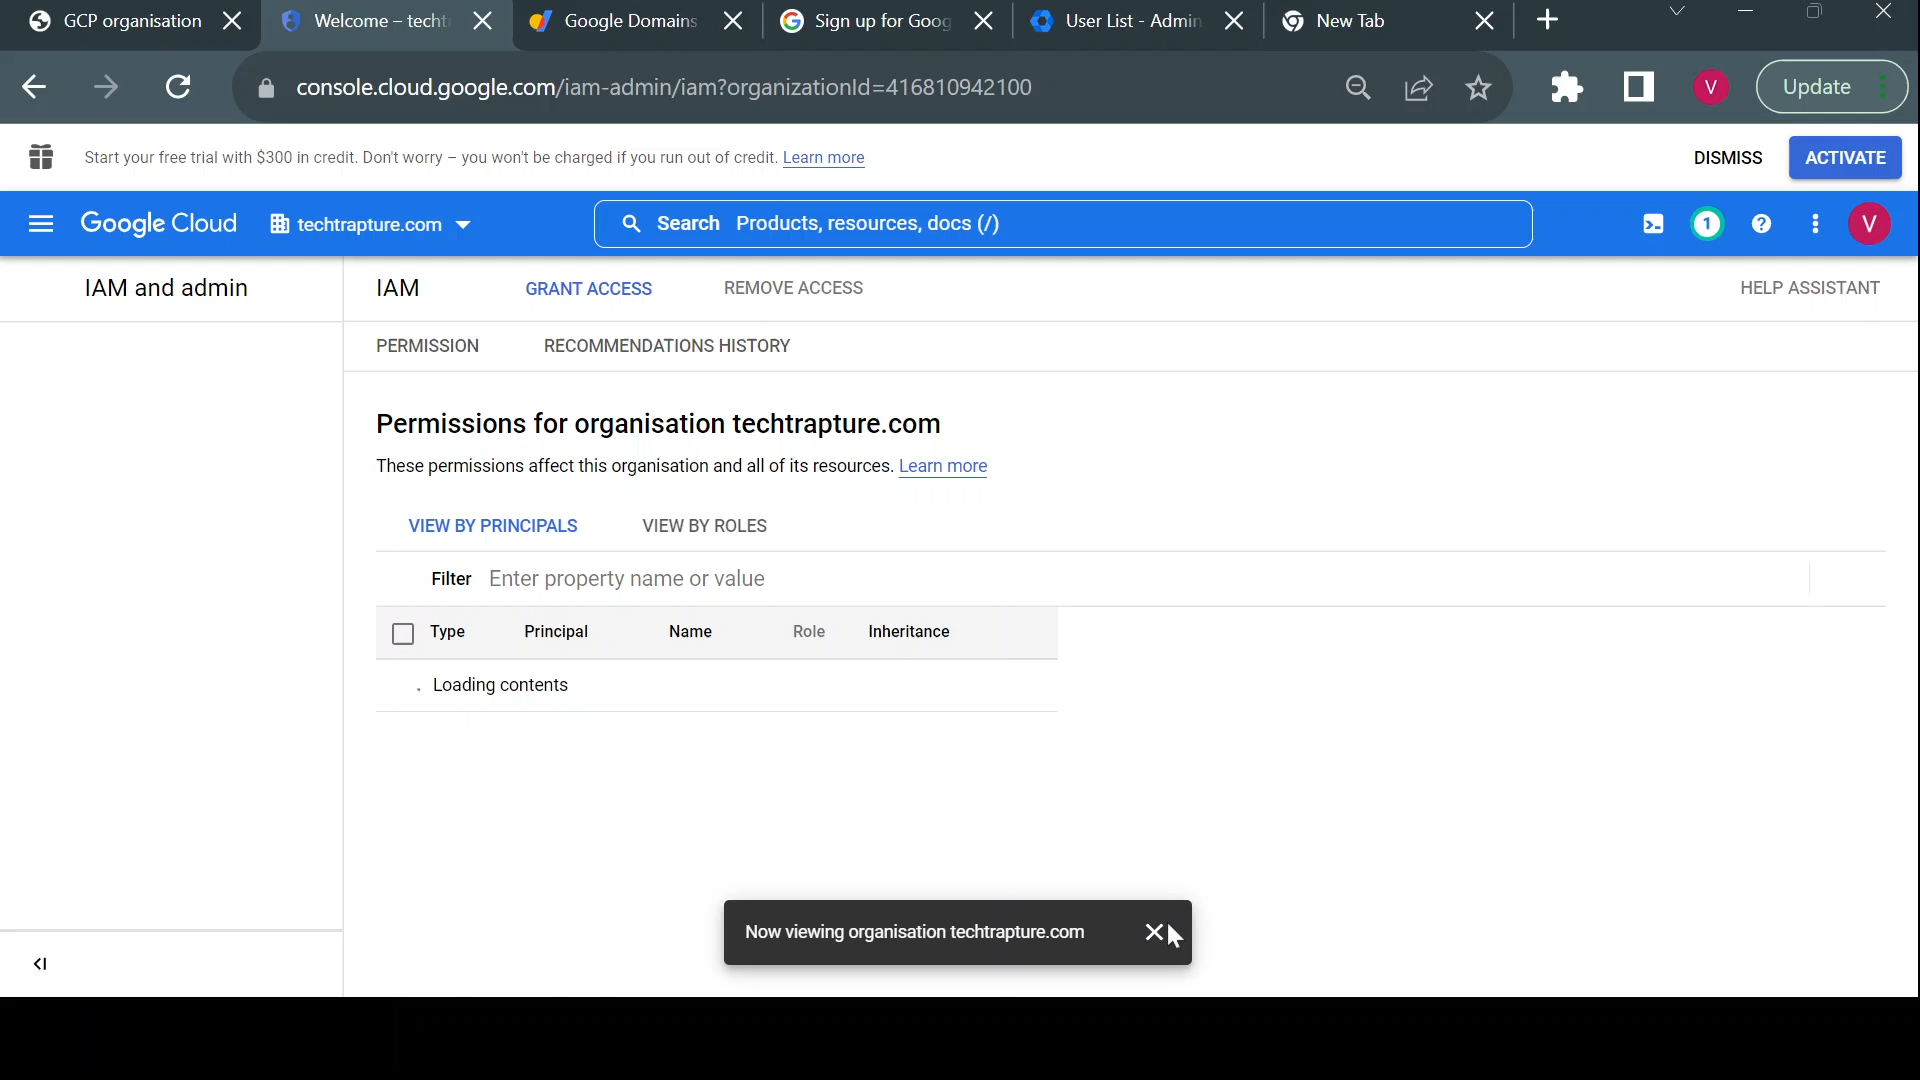 GCP organisation
Welcome – techt
Google Domains
Sign up for Goog
User List - Admin
New Tab
console.cloud.google.com/iam-admin/iam?organizationId=416810942100
V
Update
Start your free trial with $300 in credit. Don't worry – you won't be charged if you run out of credit. Learn more
DISMISS
ACTIVATE
Google Cloud
techtrapture.com
Search Products, resources, docs (/)
1
V
IAM and admin
IAM
GRANT ACCESS
REMOVE ACCESS
HELP ASSISTANT
PERMISSION
RECOMMENDATIONS HISTORY
Permissions for organisation techtrapture.com
These permissions affect this organisation and all of its resources. Learn more
VIEW BY PRINCIPALS
VIEW BY ROLES
Filter Enter property name or value
Type Principal Name Role Inheritance
Loading contents
Now viewing organisation techtrapture.com